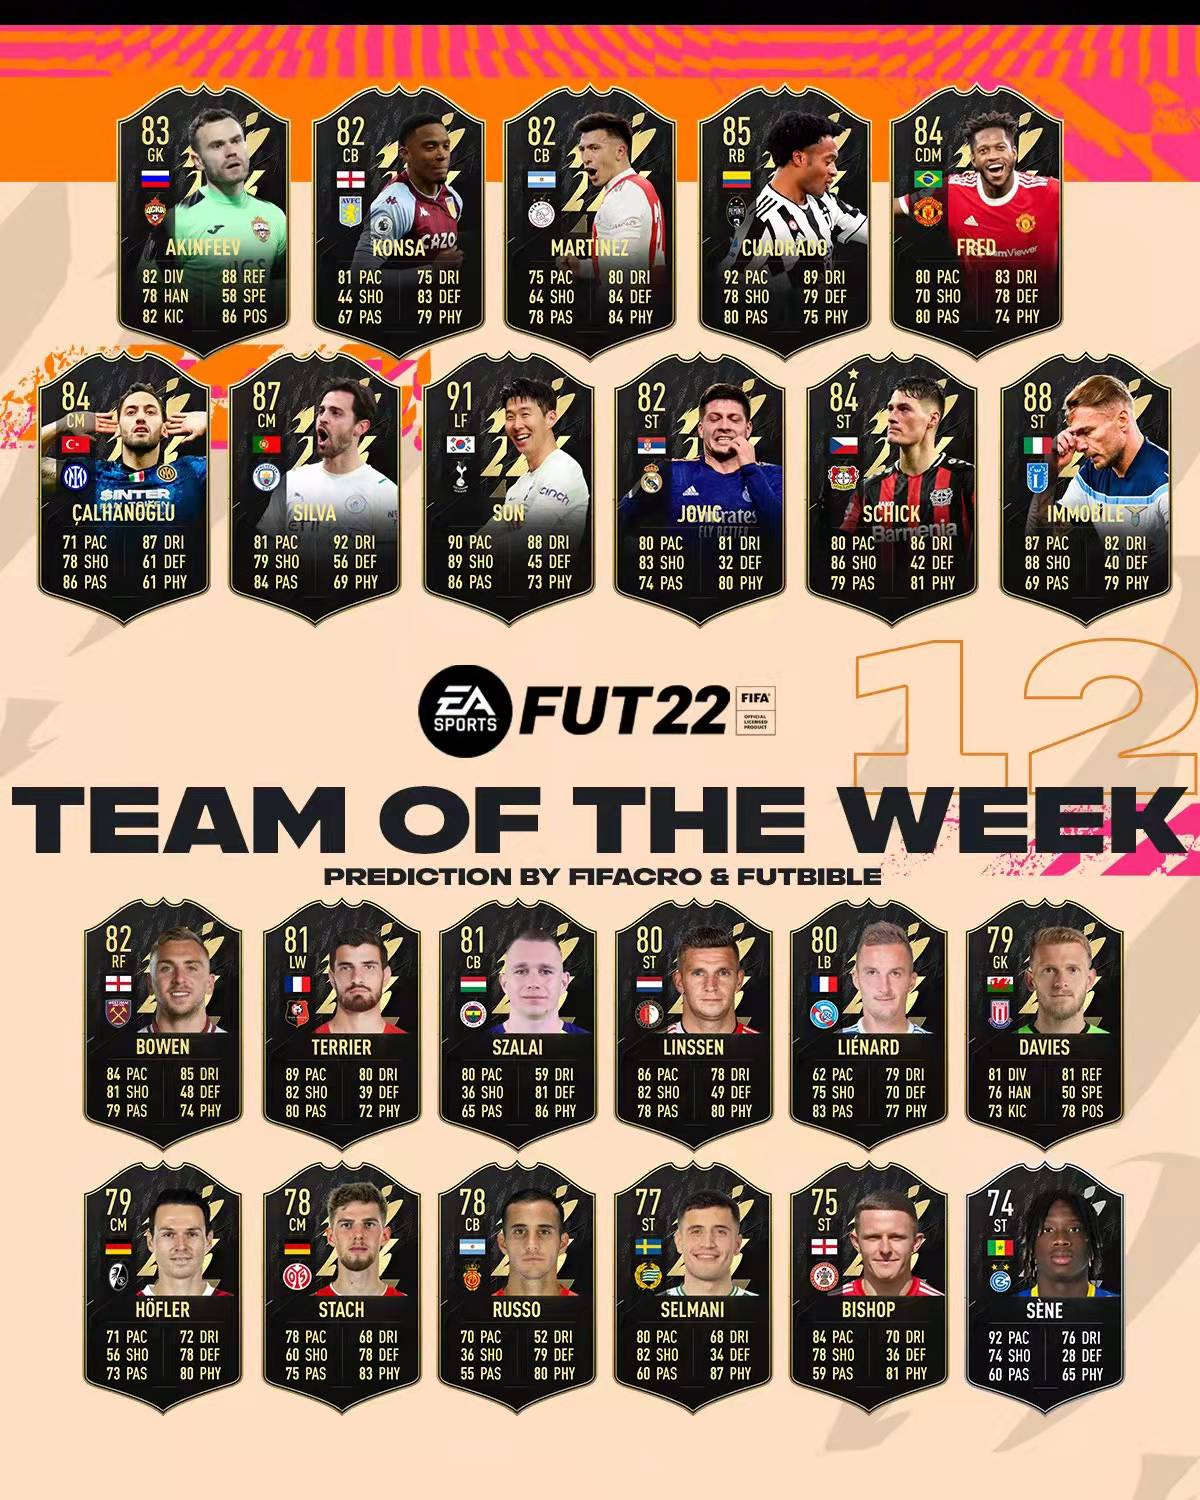 83 82 82 85 84
GK CB CB RB CDM
AKINFEEV KONSA MARTÍNEZ CUADRADO FRED
82 DIV 88 REF 81 PAC 75 DRI 75 PAC 80 DRI 92 PAC 89 DRI 80 PAC 83 DRI
78 HAN 58 SPE 44 SHO 83 DEF 64 SHO 84 DEF 78 SHO 79 DEF 70 SHO 78 DEF
82 KIC 86 POS 67 PAS 79 PHY 78 PAS 84 PHY 80 PAS 75 PHY 80 PAS 74 PHY
84 87 91 82 84 88
CM CM LF ST ST ST
ÇALHANOĞLU SILVA SON JOVIĆ SCHICK IMMOBILE
71 PAC 87 DRI 81 PAC 92 DRI 90 PAC 88 DRI 80 PAC 81 DRI 80 PAC 86 DRI 87 PAC 82 DRI
78 SHO 61 DEF 79 SHO 56 DEF 89 SHO 45 DEF 83 SHO 32 DEF 86 SHO 42 DEF 88 SHO 40 DEF
86 PAS 61 PHY 84 PAS 69 PHY 86 PAS 73 PHY 74 PAS 80 PHY 79 PAS 81 PHY 69 PAS 79 PHY
12
EA SPORTS FUT22 FIFA OFFICIAL LICENSED PRODUCT
TEAM OF THE WEEK
PREDICTION BY FIFACRO & FUTBIBLE
82 81 81 80 80 79
RF LW CB ST LB GK
BOWEN TERRIER SZALAI LINSSEN LIÉNARD DAVIES
84 PAC 85 DRI 89 PAC 80 DRI 80 PAC 59 DRI 86 PAC 78 DRI 62 PAC 79 DRI 81 DIV 81 REF
81 SHO 48 DEF 82 SHO 39 DEF 36 SHO 81 DEF 82 SHO 49 DEF 75 SHO 70 DEF 76 HAN 50 SPE
79 PAS 74 PHY 80 PAS 72 PHY 65 PAS 86 PHY 78 PAS 80 PHY 83 PAS 77 PHY 73 KIC 78 POS
79 78 78 77 75 74
CM CM CB ST ST ST
HÖFLER STACH RUSSO SELMANI BISHOP SÈNE
71 PAC 72 DRI 78 PAC 68 DRI 70 PAC 52 DRI 80 PAC 68 DRI 84 PAC 70 DRI 92 PAC 76 DRI
56 SHO 78 DEF 60 SHO 78 DEF 36 SHO 79 DEF 82 SHO 34 DEF 78 SHO 36 DEF 74 SHO 28 DEF
73 PAS 80 PHY 75 PAS 83 PHY 55 PAS 80 PHY 60 PAS 87 PHY 59 PAS 81 PHY 60 PAS 65 PHY